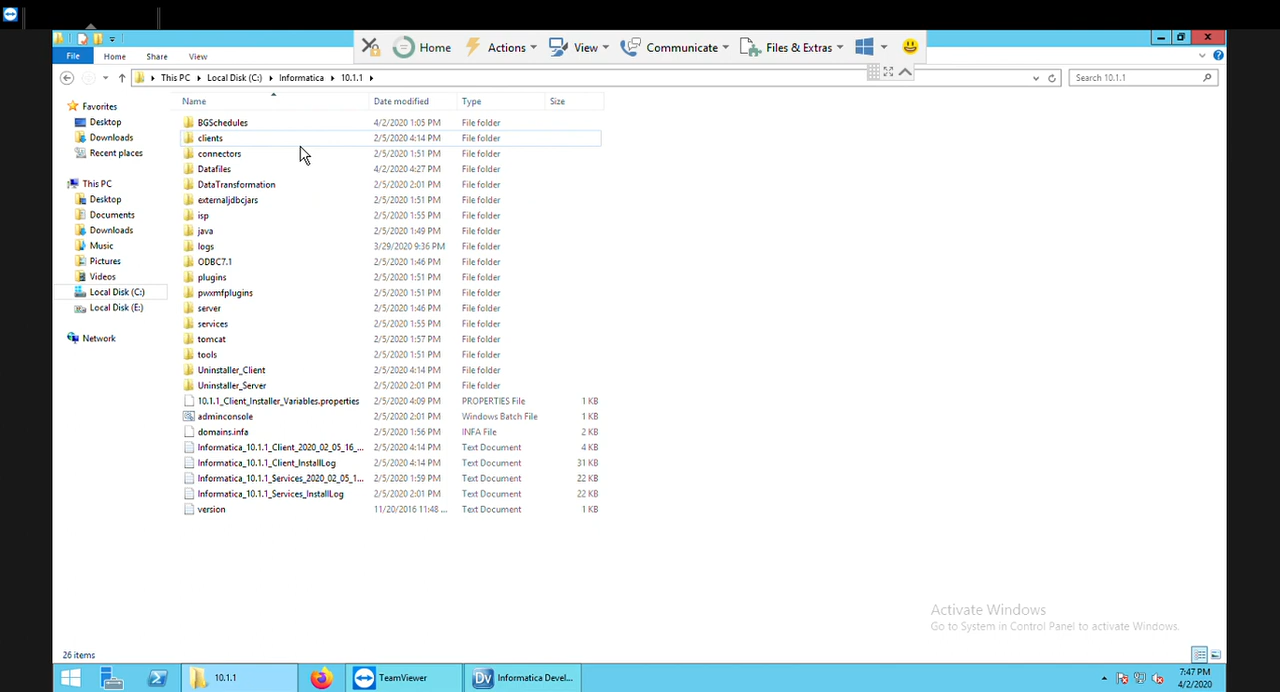 Home
Actions
View
Communicate
Files & Extras
File
Home
Share
View
This PC
Local Disk (C:)
Informatica
10.1.1
Search 10.1.1
Favorites
Desktop
Downloads
Recent places
This PC
Desktop
Documents
Downloads
Music
Pictures
Videos
Local Disk (C:)
Local Disk (E:)
Network
Name Date modified Type Size
BGSchedules 4/2/2020 1:05 PM File folder
clients 2/5/2020 4:14 PM File folder
connectors 2/5/2020 1:51 PM File folder
Datafiles 4/2/2020 4:27 PM File folder
DataTransformation 2/5/2020 2:01 PM File folder
externaljdbcjars 2/5/2020 1:51 PM File folder
isp 2/5/2020 1:55 PM File folder
java 2/5/2020 1:49 PM File folder
logs 3/29/2020 9:36 PM File folder
ODBC7.1 2/5/2020 1:46 PM File folder
plugins 2/5/2020 1:51 PM File folder
pwxmfplugins 2/5/2020 1:51 PM File folder
server 2/5/2020 1:46 PM File folder
services 2/5/2020 1:55 PM File folder
tomcat 2/5/2020 1:57 PM File folder
tools 2/5/2020 1:51 PM File folder
Uninstaller_Client 2/5/2020 4:14 PM File folder
Uninstaller_Server 2/5/2020 2:01 PM File folder
10.1.1_Client_Installer_Variables.properties 2/5/2020 4:09 PM PROPERTIES File 1 KB
adminconsole 2/5/2020 2:01 PM Windows Batch File 1 KB
domains.infa 2/5/2020 1:56 PM INFA File 2 KB
Informatica_10.1.1_Client_2020_02_05_16_... 2/5/2020 4:14 PM Text Document 4 KB
Informatica_10.1.1_Client_InstallLog 2/5/2020 4:14 PM Text Document 31 KB
Informatica_10.1.1_Services_2020_02_05_1... 2/5/2020 1:59 PM Text Document 22 KB
Informatica_10.1.1_Services_InstallLog 2/5/2020 2:01 PM Text Document 22 KB
version 11/20/2016 11:48 ... Text Document 1 KB
Activate Windows
Go to System in Control Panel to activate Windows.
26 items
10.1.1
TeamViewer
Dv Informatica Devel...
7:47 PM
4/2/2020